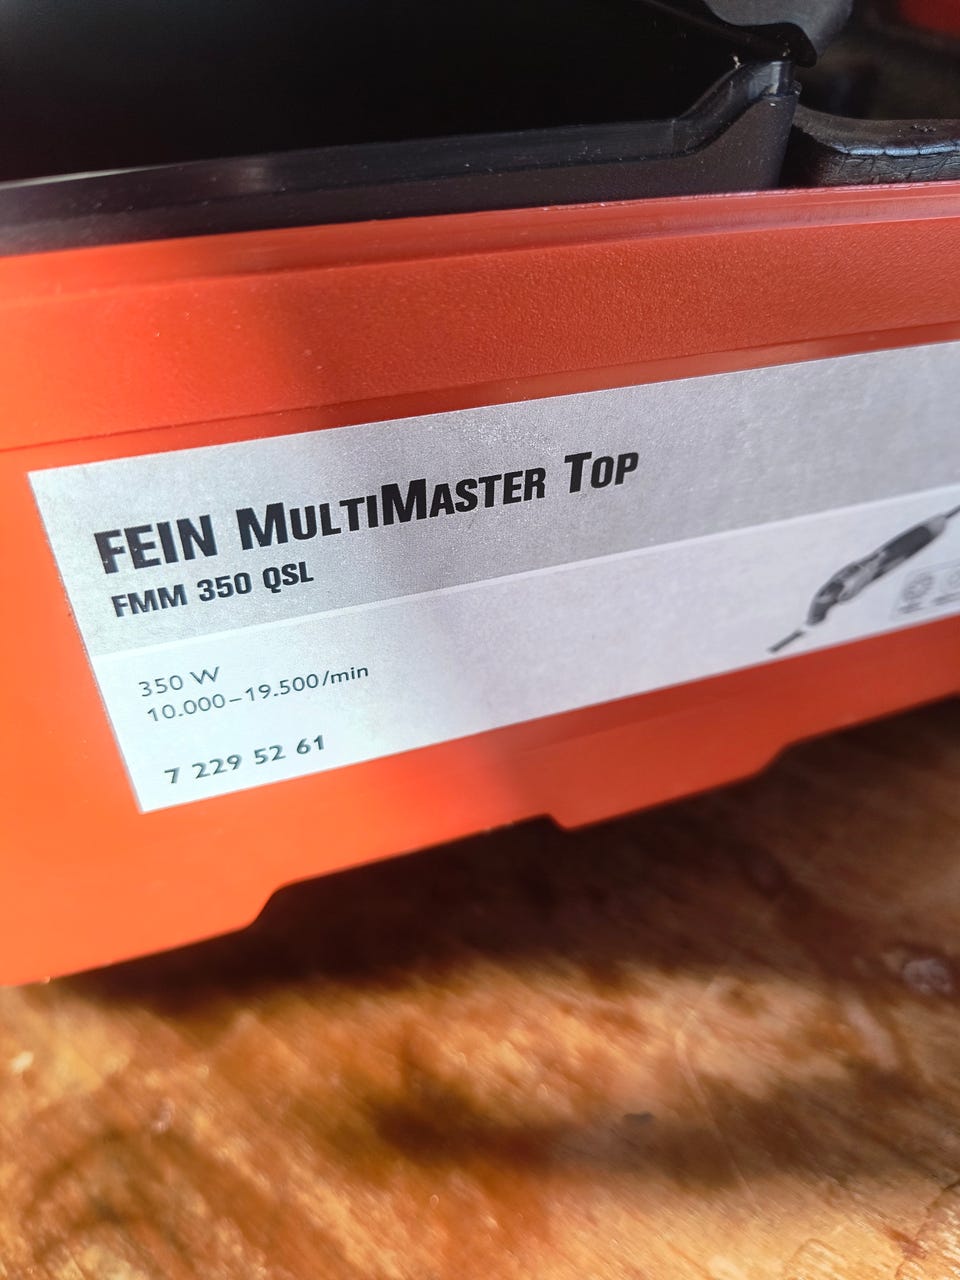 FEIN MULTIMASTER TOP
FMM 350 QSL
350 W
10.000–19.500/min
7 229 52 61